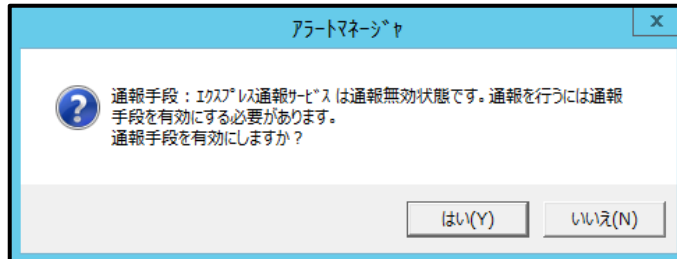 ｱﾗｰﾄﾏﾈｰｼﾞｬ
x
通報手段：ｴｸｽﾌﾟﾚｽ通報ｻｰﾋﾞｽ は通報無効状態です。通報を行うには通報
手段を有効にする必要があります。
通報手段を有効にしますか？
はい(Y)
いいえ(N)